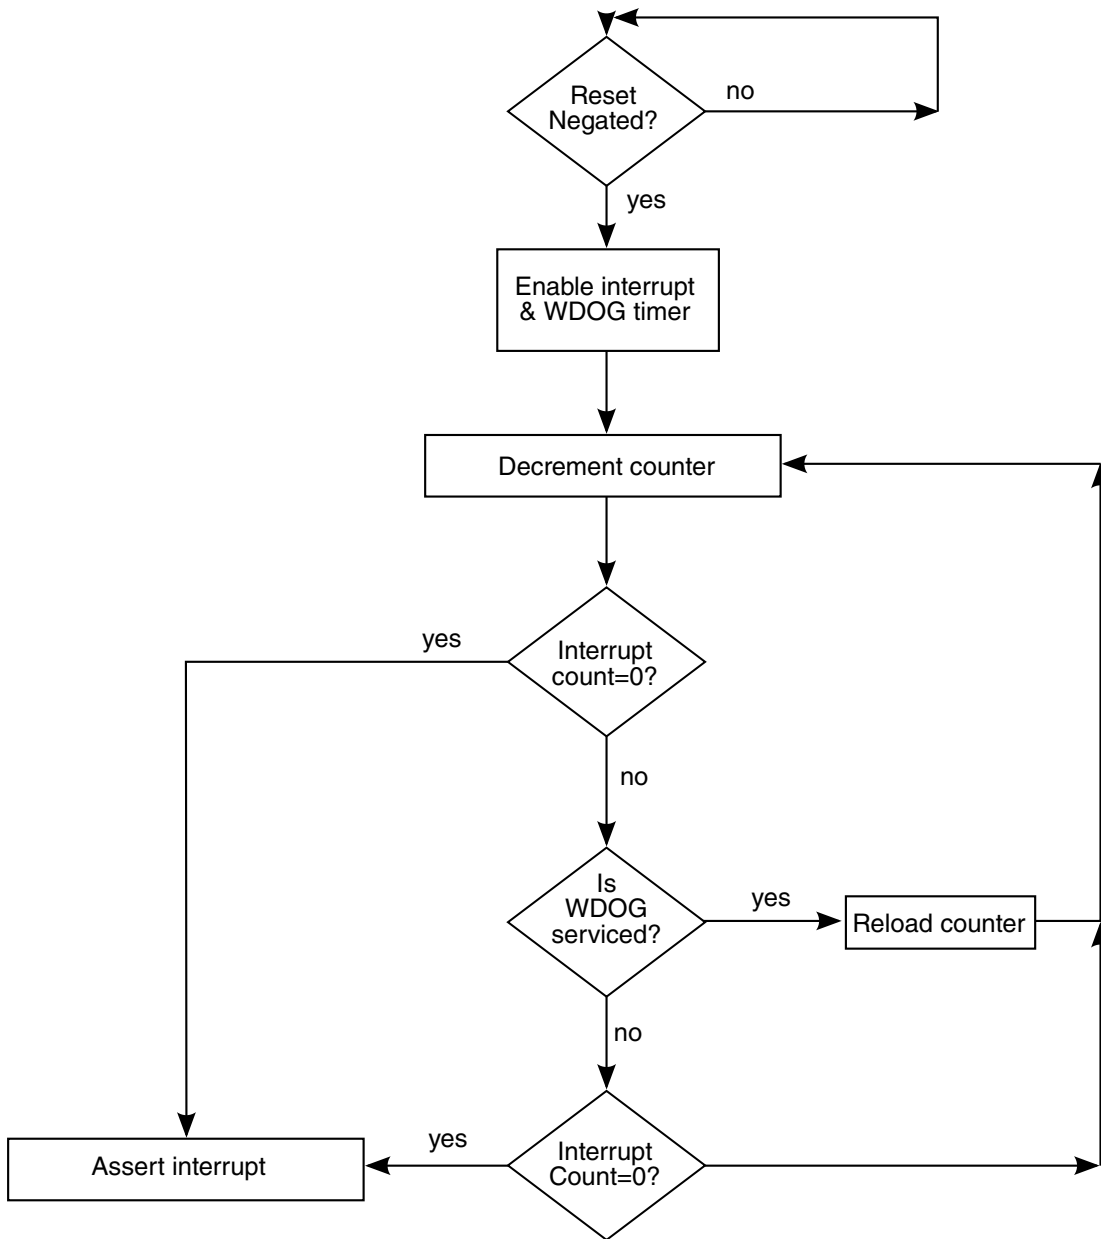 Reset
Negated?
no
yes
Enable interrupt
& WDOG timer
Decrement counter
yes
Interrupt
count=0?
no
Is
WDOG
serviced?
yes
Reload counter
no
Assert interrupt
yes
Interrupt
Count=0?